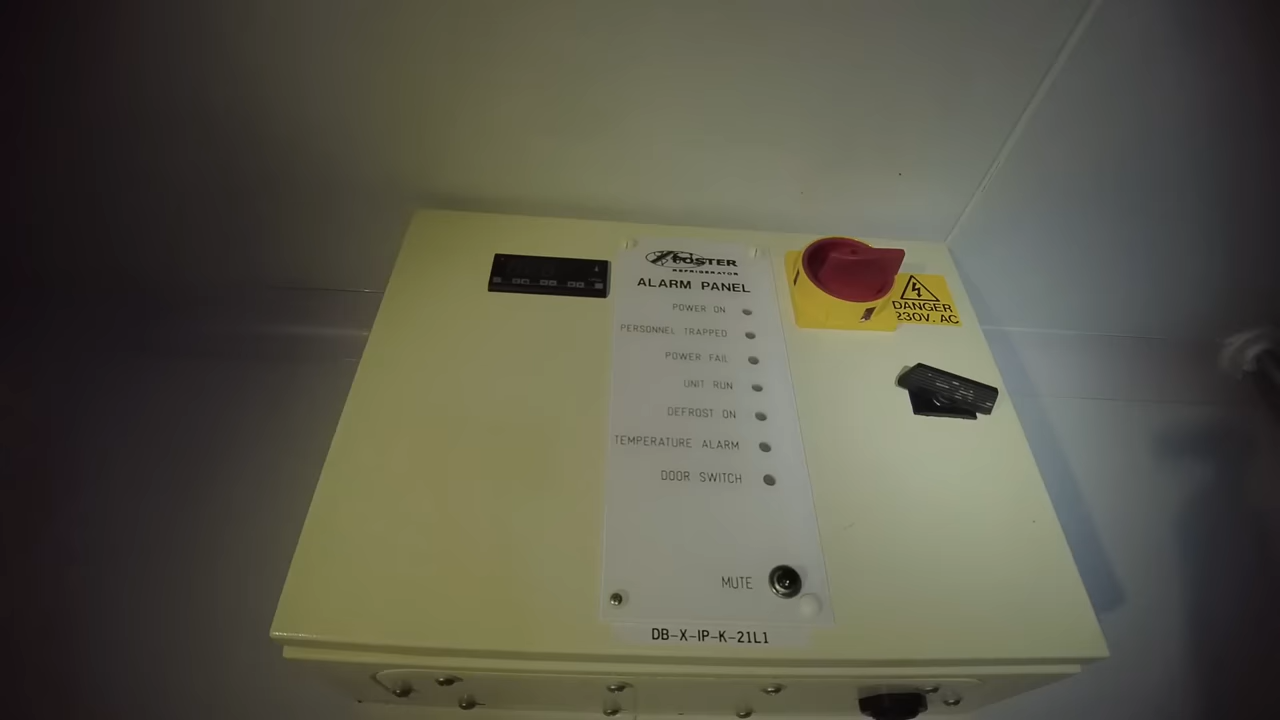 FOSTER
REFRIGERATOR
ALARM PANEL
POWER ON
PERSONNEL TRAPPED
POWER FAIL
UNIT RUN
DEFROST ON
TEMPERATURE ALARM
DOOR SWITCH
MUTE
DB-X-IP-K-21L1
DANGER
230V. AC